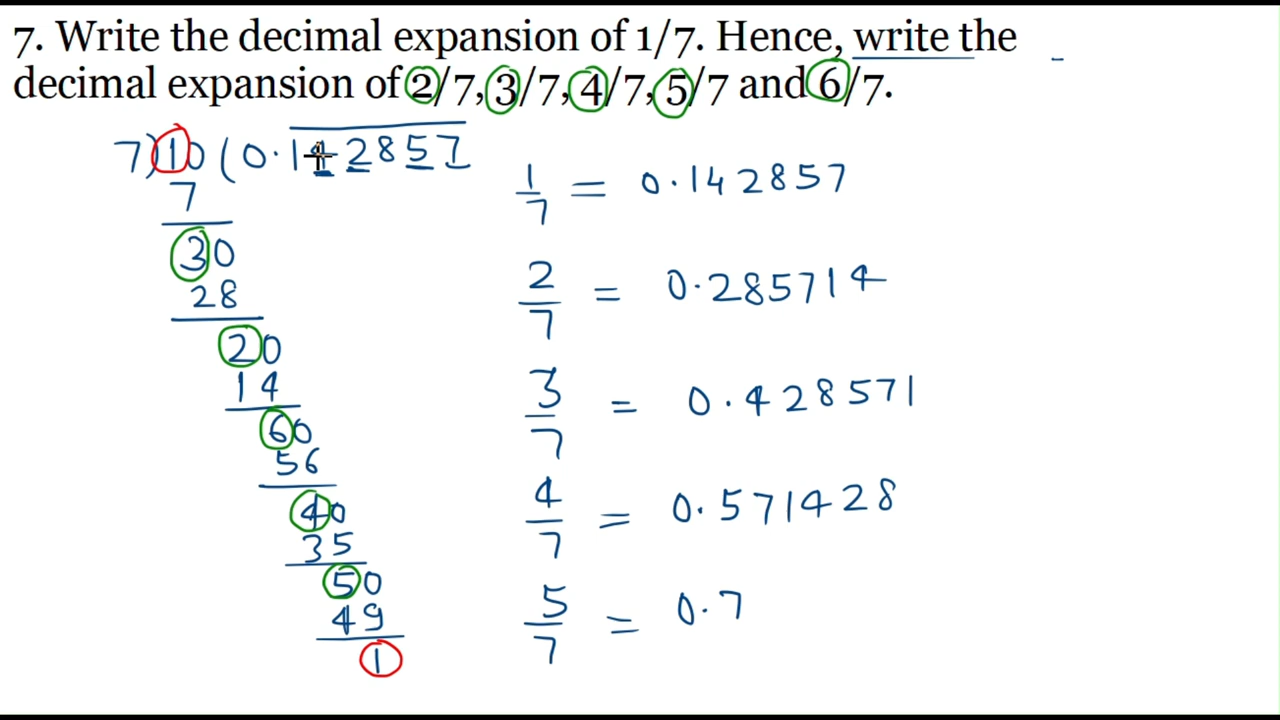 7. Write the decimal expansion of 1/7. Hence, write the
decimal expansion of 2/7, 3/7, 4/7, 5/7 and 6/7.
7)10(0.142857
7
30
28
20
14
60
56
40
35
50
49
1
1/7 = 0.142857
2/7 = 0.285714
3/7 = 0.428571
4/7 = 0.571428
5/7 = 0.7